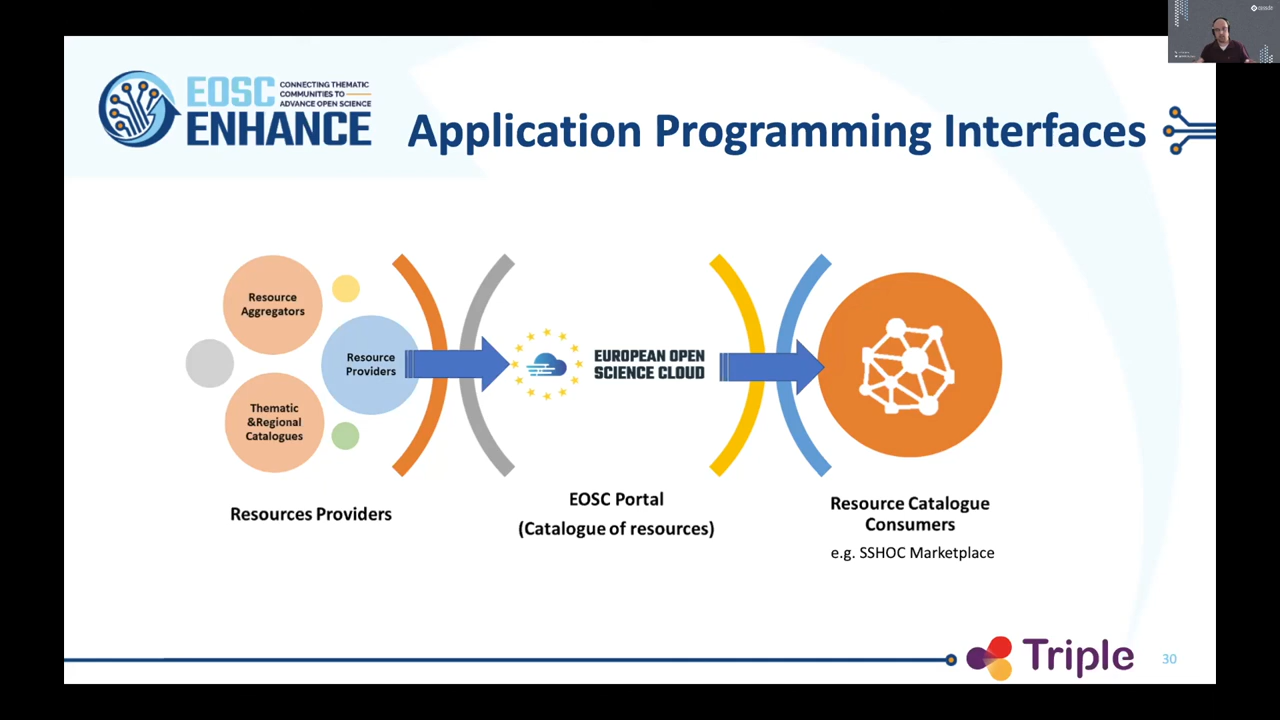 EOSC
ENHANCE
CONNECTING THEMATIC
COMMUNITIES TO
ADVANCE OPEN SCIENCE
Application Programming Interfaces
Resource
Aggregators
Resource
Providers
Thematic
&Regional
Catalogues
EUROPEAN OPEN
SCIENCE CLOUD
Resources Providers
EOSC Portal
(Catalogue of resources)
Resource Catalogue
Consumers
e.g. SSHOC Marketplace
Triple
30